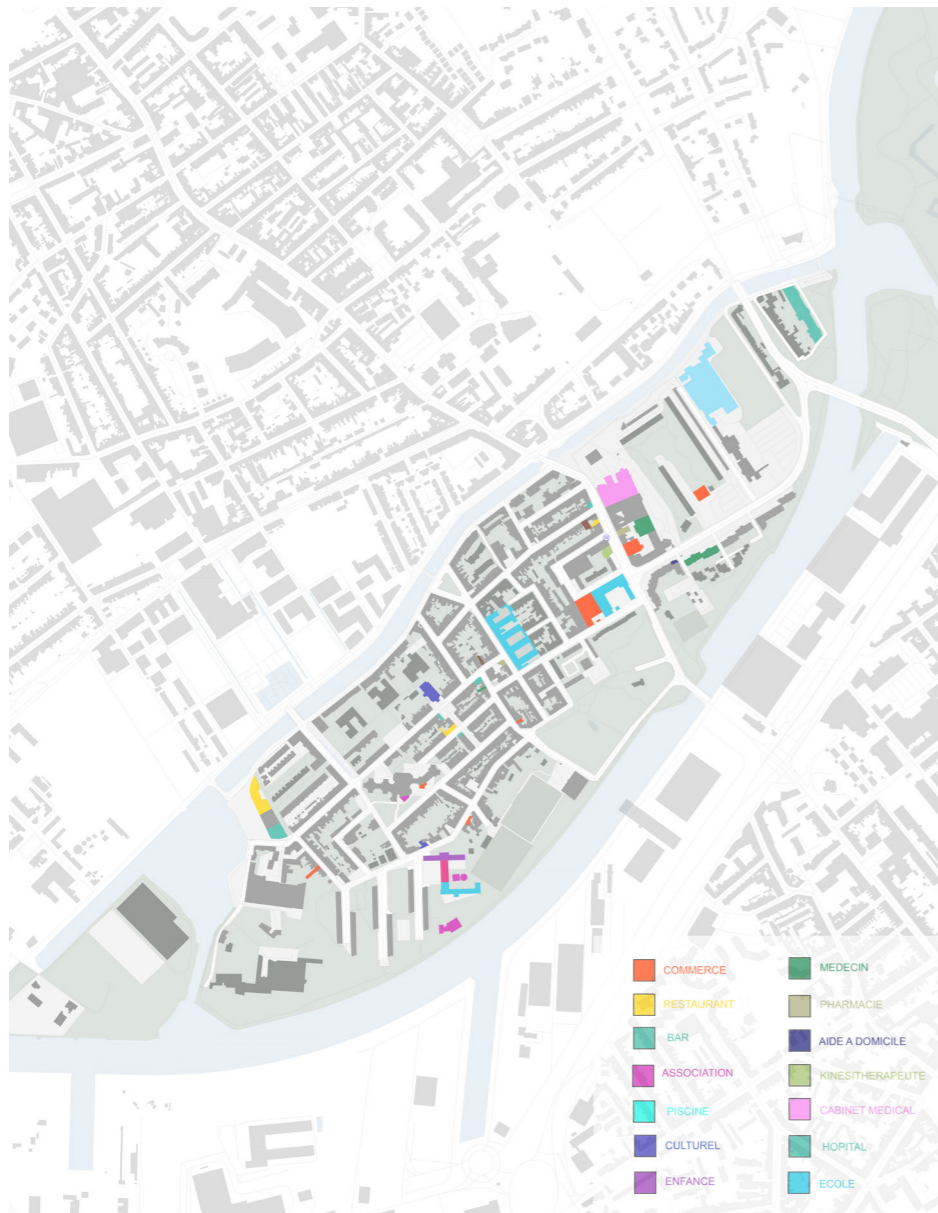 COMMERCE
RESTAURANT
BAR
ASSOCIATION
PISCINE
CULTUREL
ENFANCE
MEDECIN
PHARMACIE
AIDE A DOMICILE
KINESITHERAPEUTE
CABINET MEDICAL
HOPITAL
ECOLE